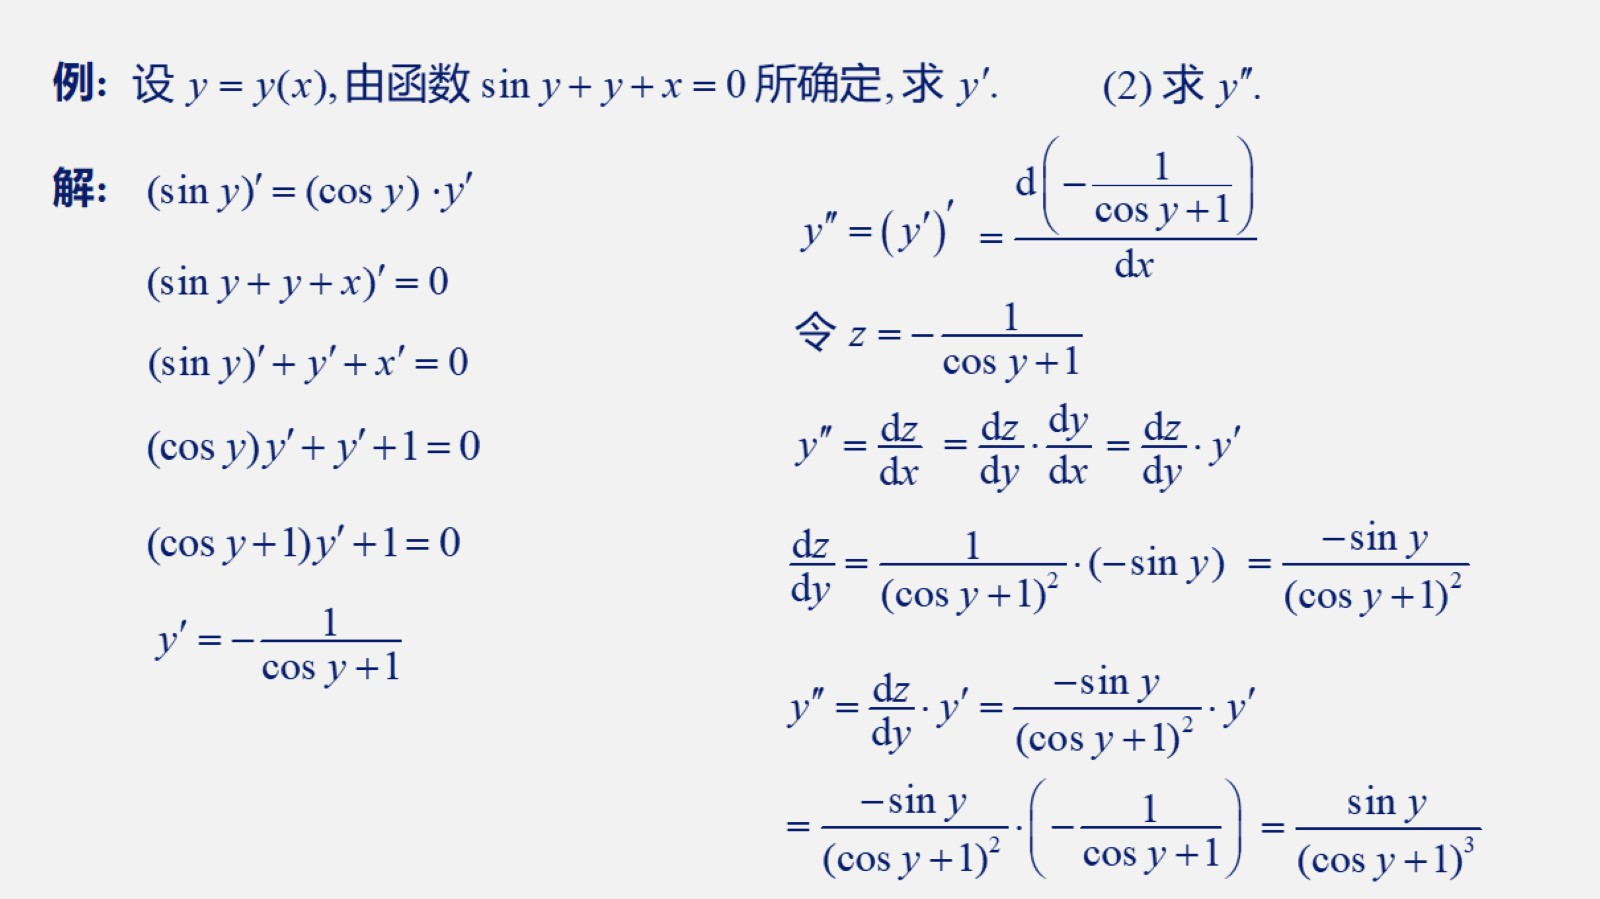 例: 设 y = y(x), 由函数 sin y + y + x = 0 所确定, 求 y′. (2) 求 y″.
解: (sin y)′ = (cos y) · y′
(sin y + y + x)′ = 0
(sin y)′ + y′ + x′ = 0
(cos y)y′ + y′ + 1 = 0
(cos y + 1)y′ + 1 = 0
y′ = − 1/(cos y + 1)
y″ = (y′)′ = d(− 1/(cos y + 1))/dx
令 z = − 1/(cos y + 1)
y″ = dz/dx = dz/dy · dy/dx = dz/dy · y′
dz/dy = 1/(cos y + 1)² · (−sin y) = −sin y/(cos y + 1)²
y″ = dz/dy · y′ = −sin y/(cos y + 1)² · y′
= −sin y/(cos y + 1)² · (− 1/(cos y + 1)) = sin y/(cos y + 1)³